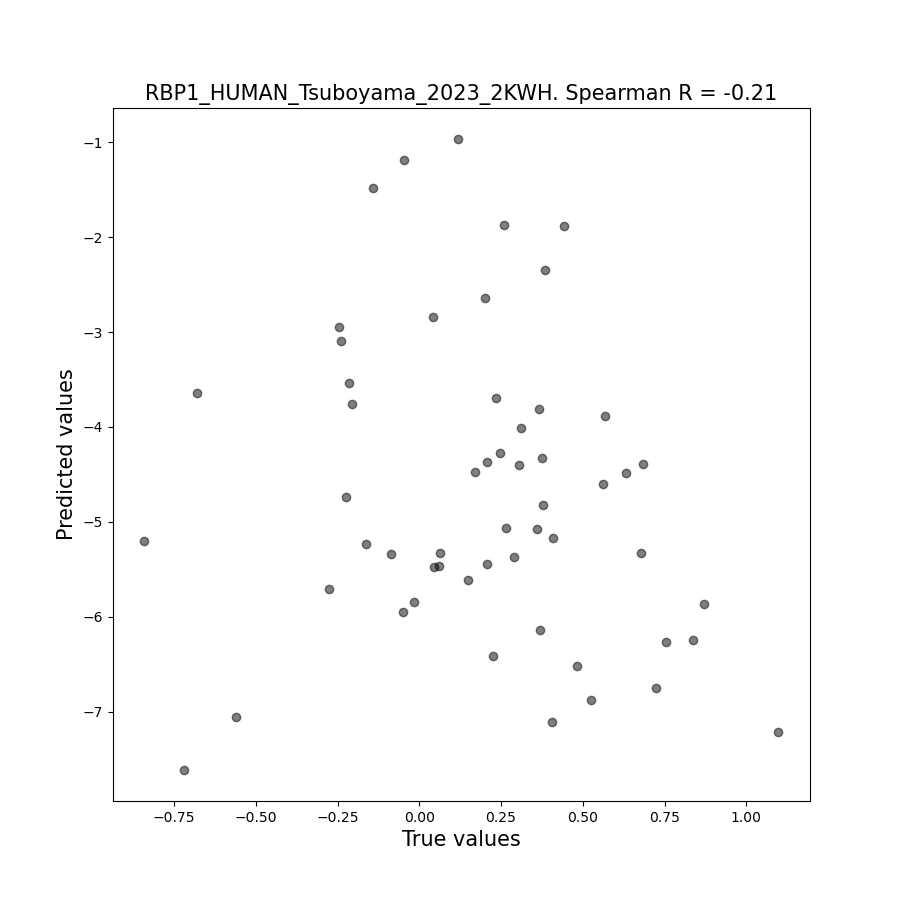 RBP1_HUMAN_Tsuboyama_2023_2KWH. Spearman R = -0.21
−1
−2
−3
−4
−5
−6
−7
Predicted values
−0.75 −0.50 −0.25 0.00 0.25 0.50 0.75 1.00
True values